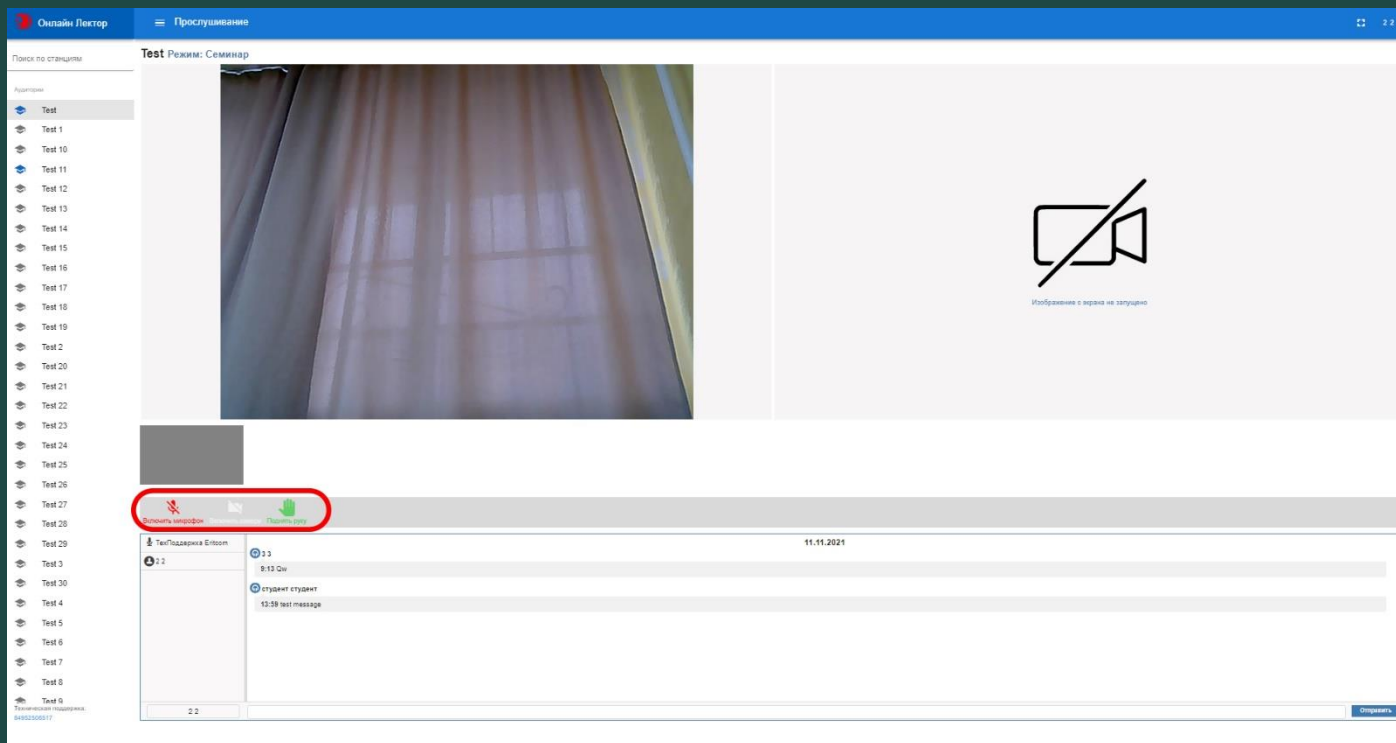 Онлайн Лектор
Прослушивание
2 2
Поиск по станциям
Аудитории
Test
Test 1
Test 10
Test 11
Test 12
Test 13
Test 14
Test 15
Test 16
Test 17
Test 18
Test 19
Test 2
Test 20
Test 21
Test 22
Test 23
Test 24
Test 25
Test 26
Test 27
Test 28
Test 29
Test 3
Test 30
Test 4
Test 5
Test 6
Test 7
Test 8
Test 9
Техническая поддержка.
Test Режим: Семинар
Изображение с экрана не запущено
Включить микрофон
Поднять руку
ТехПоддержка Eritcom
2 2
11.11.2021
3 3
9:13 Qw
студент студент
13:59 test message
2 2
Отправить